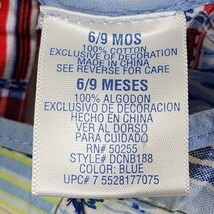 6/9 MOS
100% COTTON
EXCLUSIVE OF DECORATION
MADE IN CHINA
SEE REVERSE FOR CARE
6/9 MESES
100% ALGODON
EXCLUSIVO DE DECORACION
HECHO EN CHINA
VER AL DORSO
PARA CUIDADO
RN# 50255
STYLE# DCNB188
COLOR: BLUE
UPC# 7 5528177075